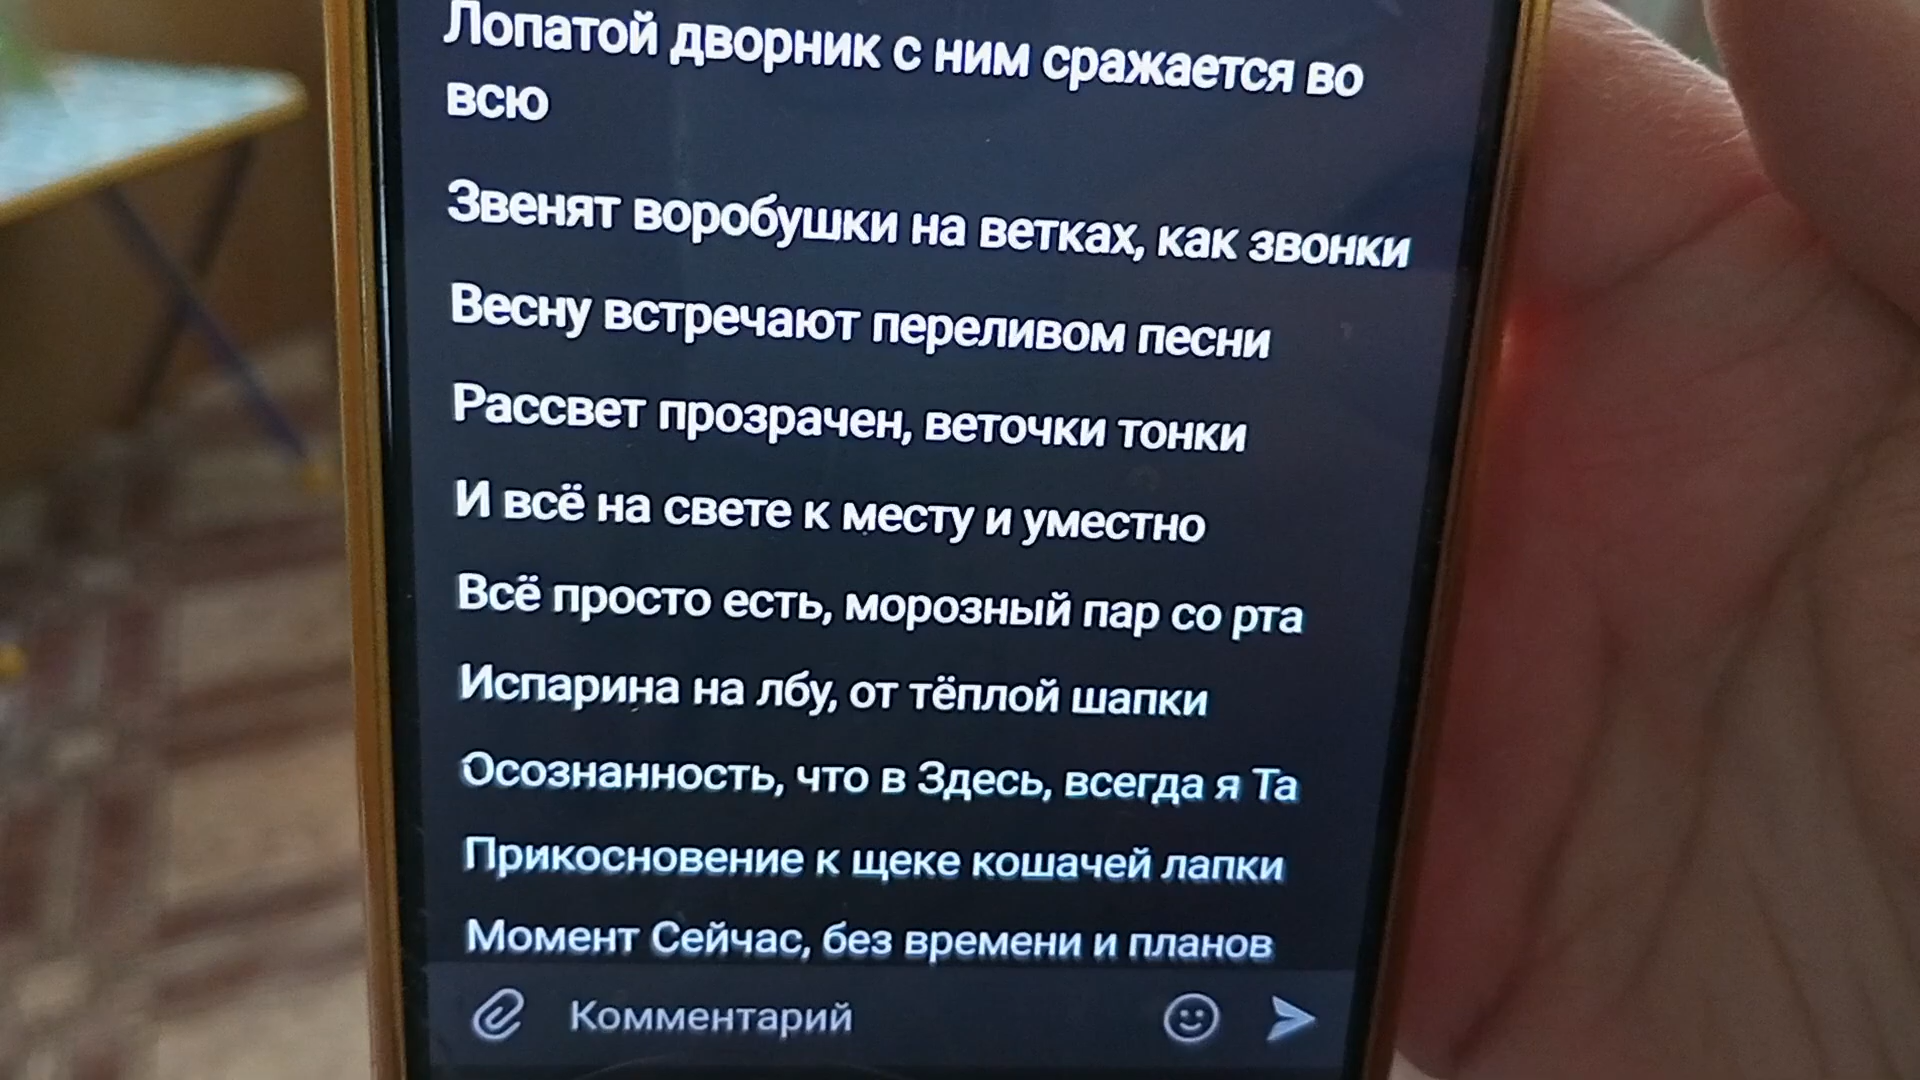 Лопатой дворник с ним сражается во
всю
Звенят воробушки на ветках, как звонки
Весну встречают переливом песни
Рассвет прозрачен, веточки тонки
И всё на свете к месту и уместно
Всё просто есть, морозный пар со рта
Испарина на лбу, от тёплой шапки
Осознанность, что в Здесь, всегда я Та
Прикосновение к щеке кошачей лапки
Момент Сейчас, без времени и планов
Комментарий